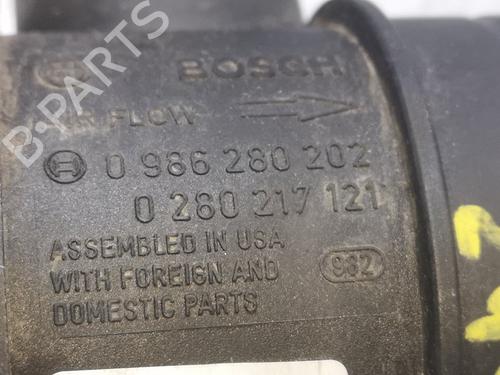 BOSCH
AIR FLOW
0 986 280 202
0 280 217 121
ASSEMBLED IN USA
WITH FOREIGN AND
DOMESTIC PARTS
982
B-PARTS